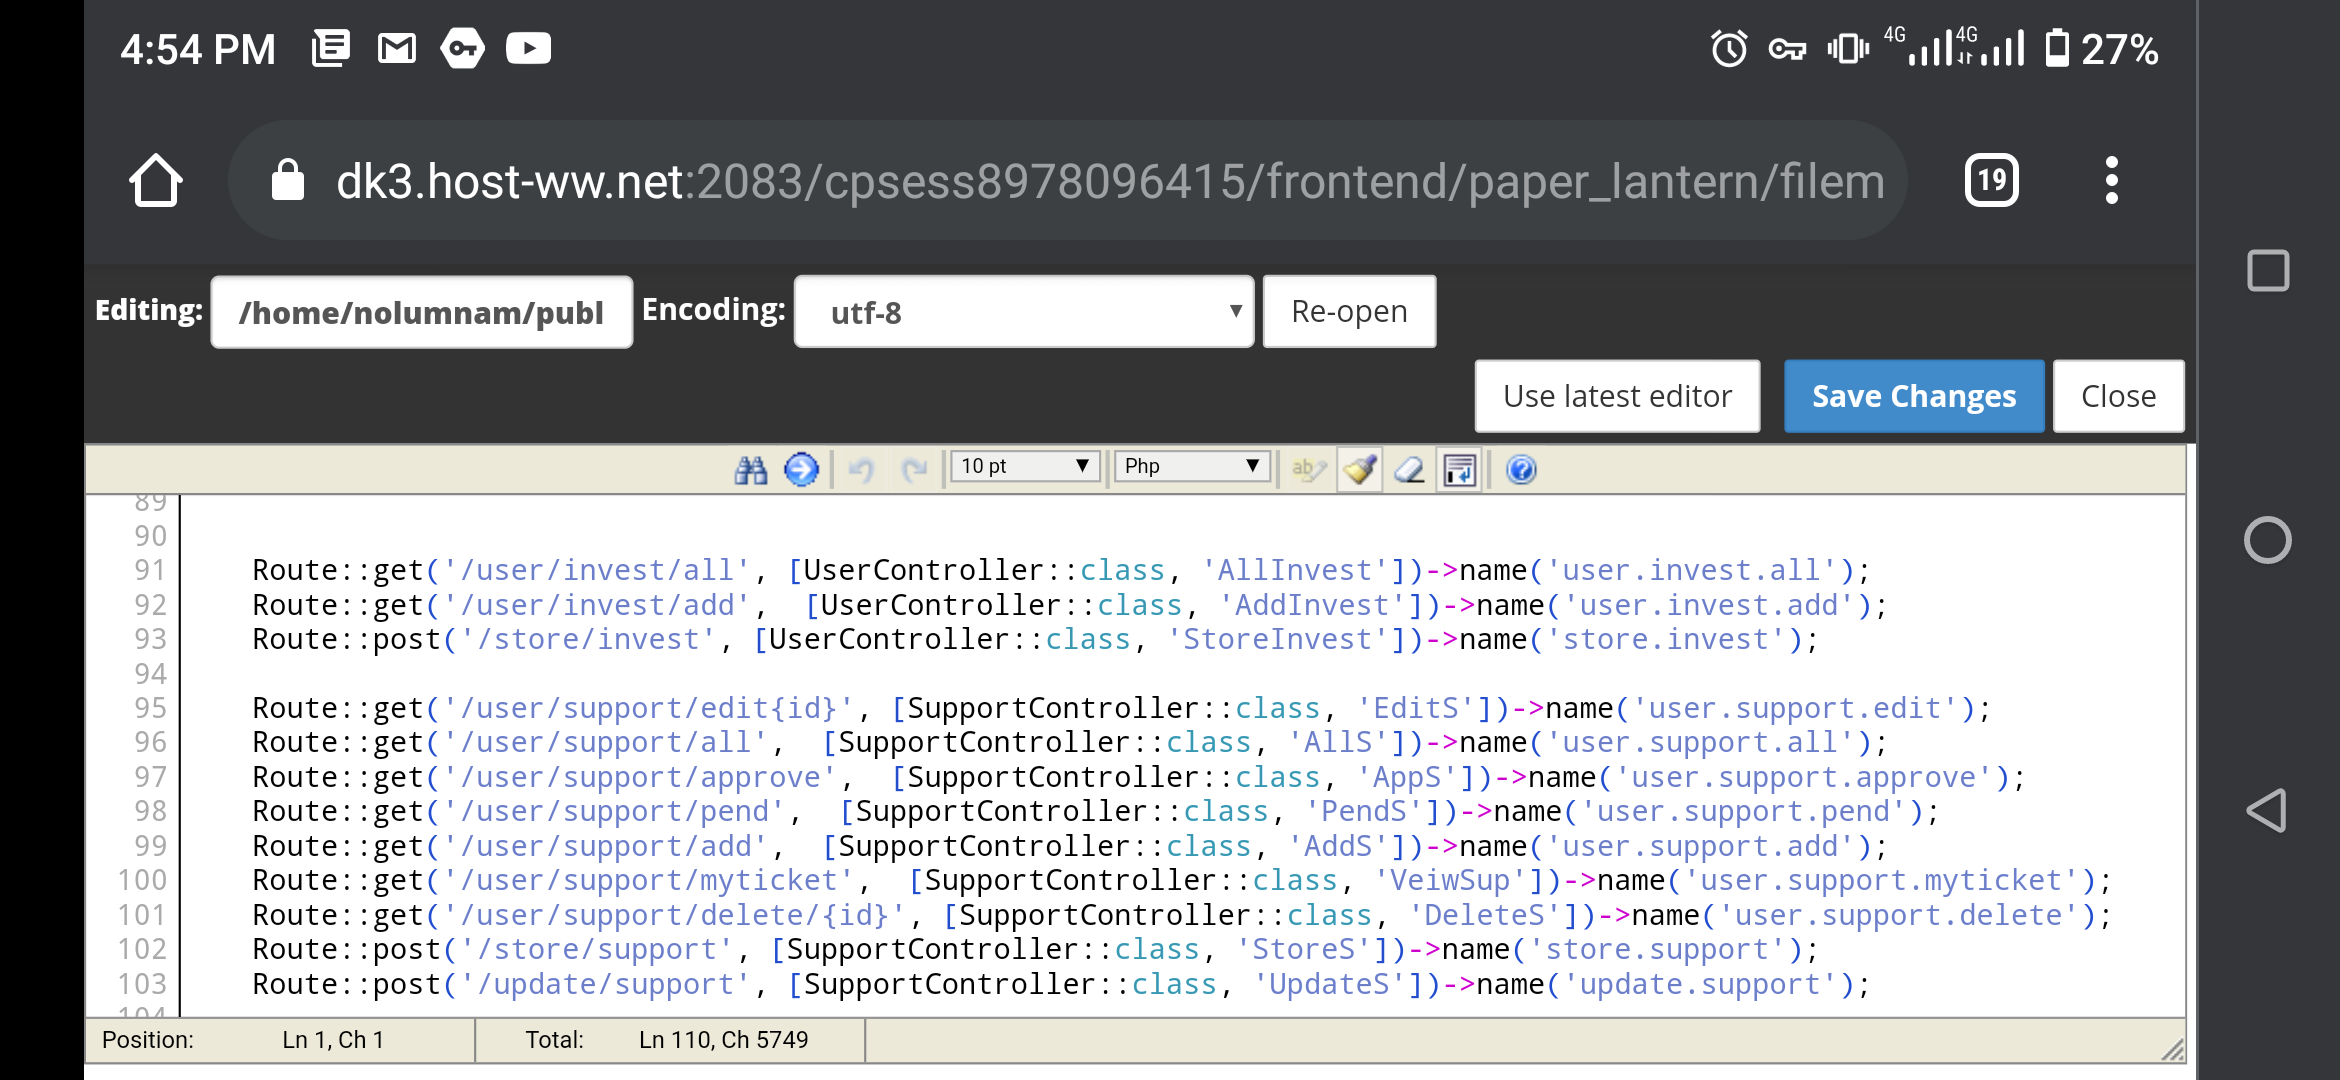 4:54 PM 4G 4G 27%
dk3.host-ww.net:2083/cpsess8978096415/frontend/paper_lantern/filem 19
Editing: /home/nolumnam/publ Encoding: utf-8 Re-open
Use latest editor Save Changes Close
10 pt Php ab
89
90
91 Route::get('/user/invest/all', [UserController::class, 'AllInvest'])->name('user.invest.all');
92 Route::get('/user/invest/add',  [UserController::class, 'AddInvest'])->name('user.invest.add');
93 Route::post('/store/invest', [UserController::class, 'StoreInvest'])->name('store.invest');
94
95 Route::get('/user/support/edit{id}', [SupportController::class, 'EditS'])->name('user.support.edit');
96 Route::get('/user/support/all',  [SupportController::class, 'AllS'])->name('user.support.all');
97 Route::get('/user/support/approve',  [SupportController::class, 'AppS'])->name('user.support.approve');
98 Route::get('/user/support/pend',  [SupportController::class, 'PendS'])->name('user.support.pend');
99 Route::get('/user/support/add',  [SupportController::class, 'AddS'])->name('user.support.add');
100 Route::get('/user/support/myticket',  [SupportController::class, 'VeiwSup'])->name('user.support.myticket');
101 Route::get('/user/support/delete/{id}', [SupportController::class, 'DeleteS'])->name('user.support.delete');
102 Route::post('/store/support', [SupportController::class, 'StoreS'])->name('store.support');
103 Route::post('/update/support', [SupportController::class, 'UpdateS'])->name('update.support');
104
Position: Ln 1, Ch 1 Total: Ln 110, Ch 5749